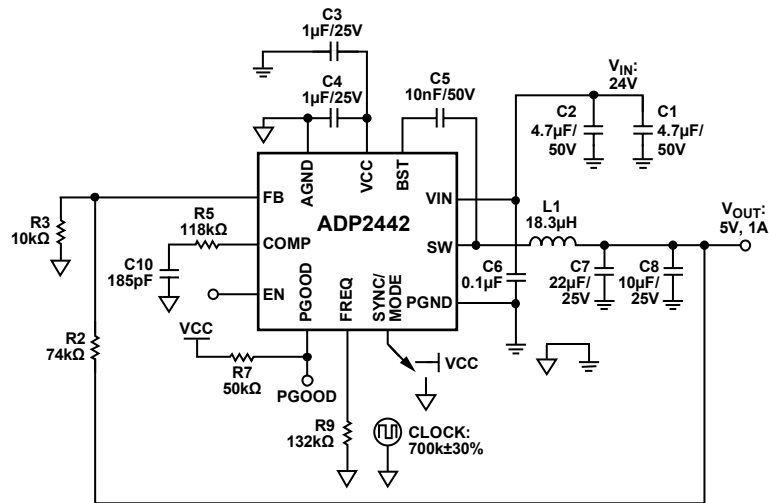 C3
1µF/25V
C4
1µF/25V
C5
10nF/50V
VIN:
24V
C2
4.7µF/
50V
C1
4.7µF/
50V
AGND
VCC
BST
FB
VIN
ADP2442
R3
10kΩ
R5
118kΩ
COMP
SW
L1
18.3µH
VOUT:
5V, 1A
C10
185pF
EN
PGOOD
FREQ
SYNC/
MODE
PGND
C6
0.1µF
C7
22µF/
25V
C8
10µF/
25V
R2
74kΩ
VCC
R7
50kΩ
PGOOD
VCC
R9
132kΩ
CLOCK:
700k±30%